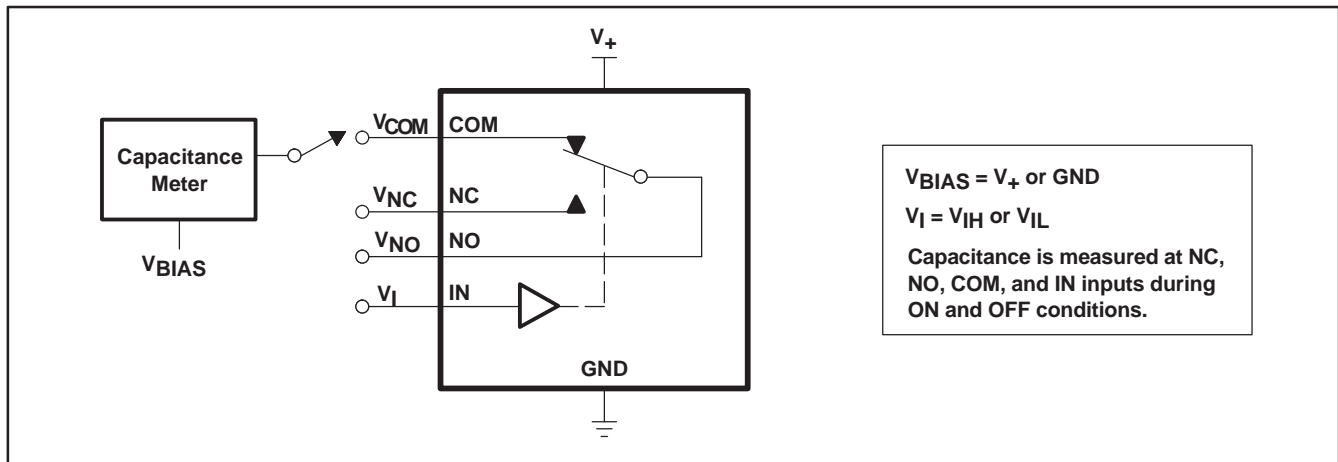 V+
VCOM COM
Capacitance
Meter
VNC NC
VNO NO
VBIAS
VI IN
GND
VBIAS = V+ or GND
VI = VIH or VIL
Capacitance is measured at NC,
NO, COM, and IN inputs during
ON and OFF conditions.